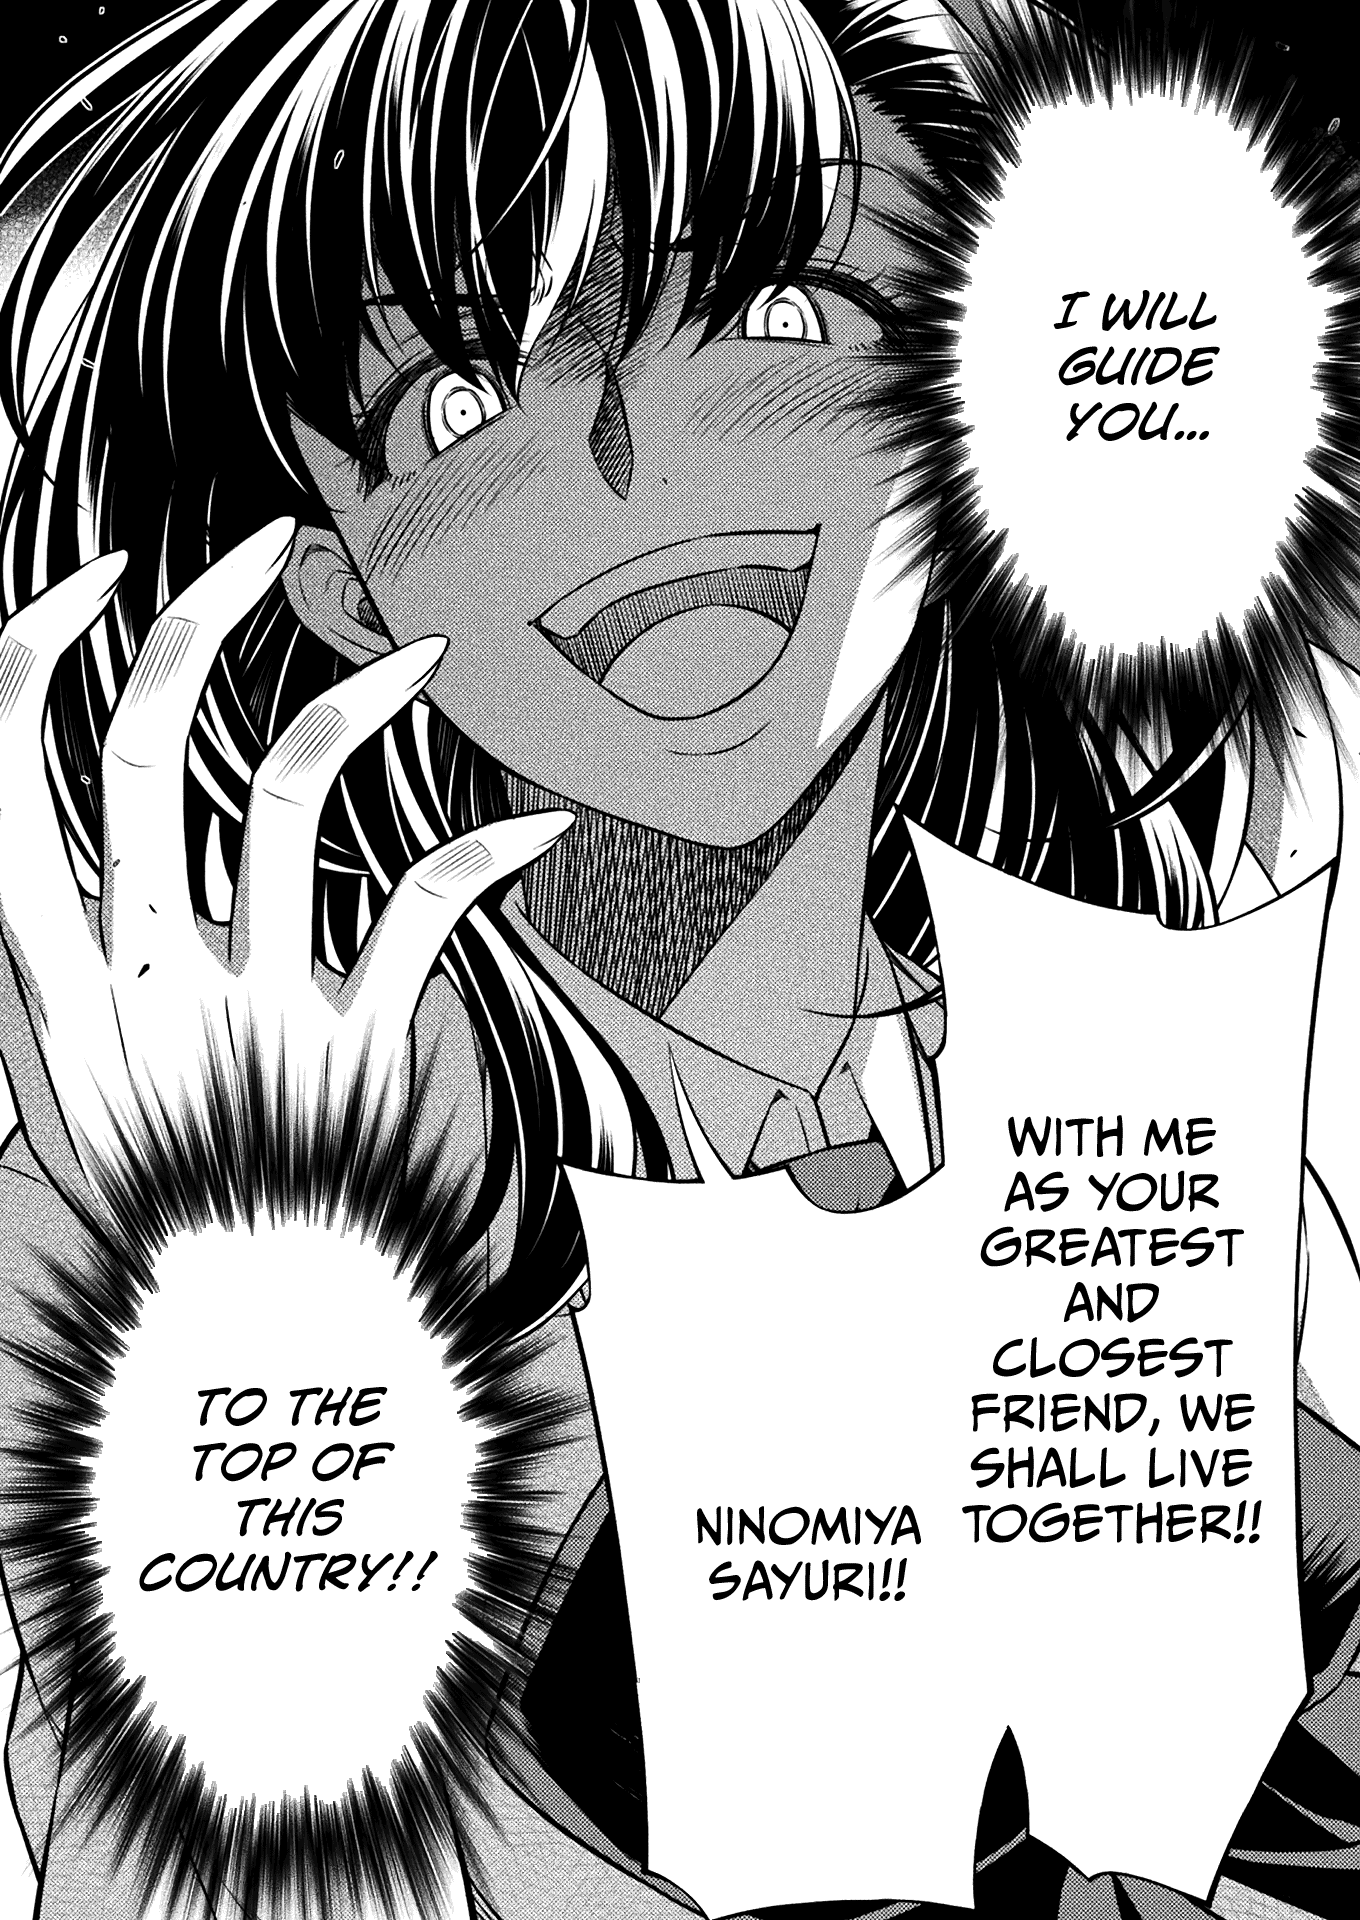 I WILL
GUIDE
YOU...
WITH ME
AS YOUR
GREATEST
AND
CLOSEST
FRIEND, WE
SHALL LIVE
TOGETHER!!
NINOMIYA
SAYURI!!
TO THE
TOP OF
THIS
COUNTRY!!